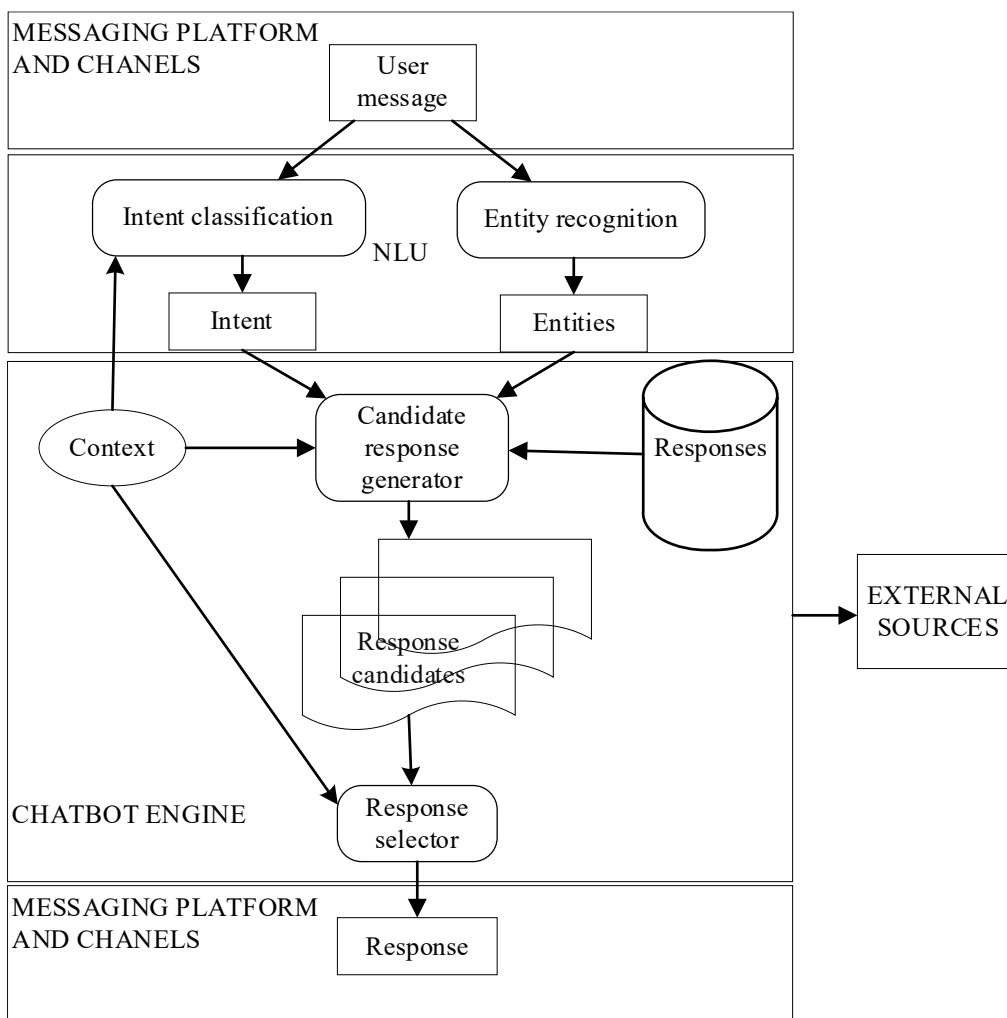 MESSAGING PLATFORM
AND CHANELS
User
message
Intent classification
Entity recognition
NLU
Intent
Entities
Candidate
response
generator
Context
Responses
EXTERNAL
SOURCES
Response
candidates
Response
selector
CHATBOT ENGINE
MESSAGING PLATFORM
AND CHANELS
Response